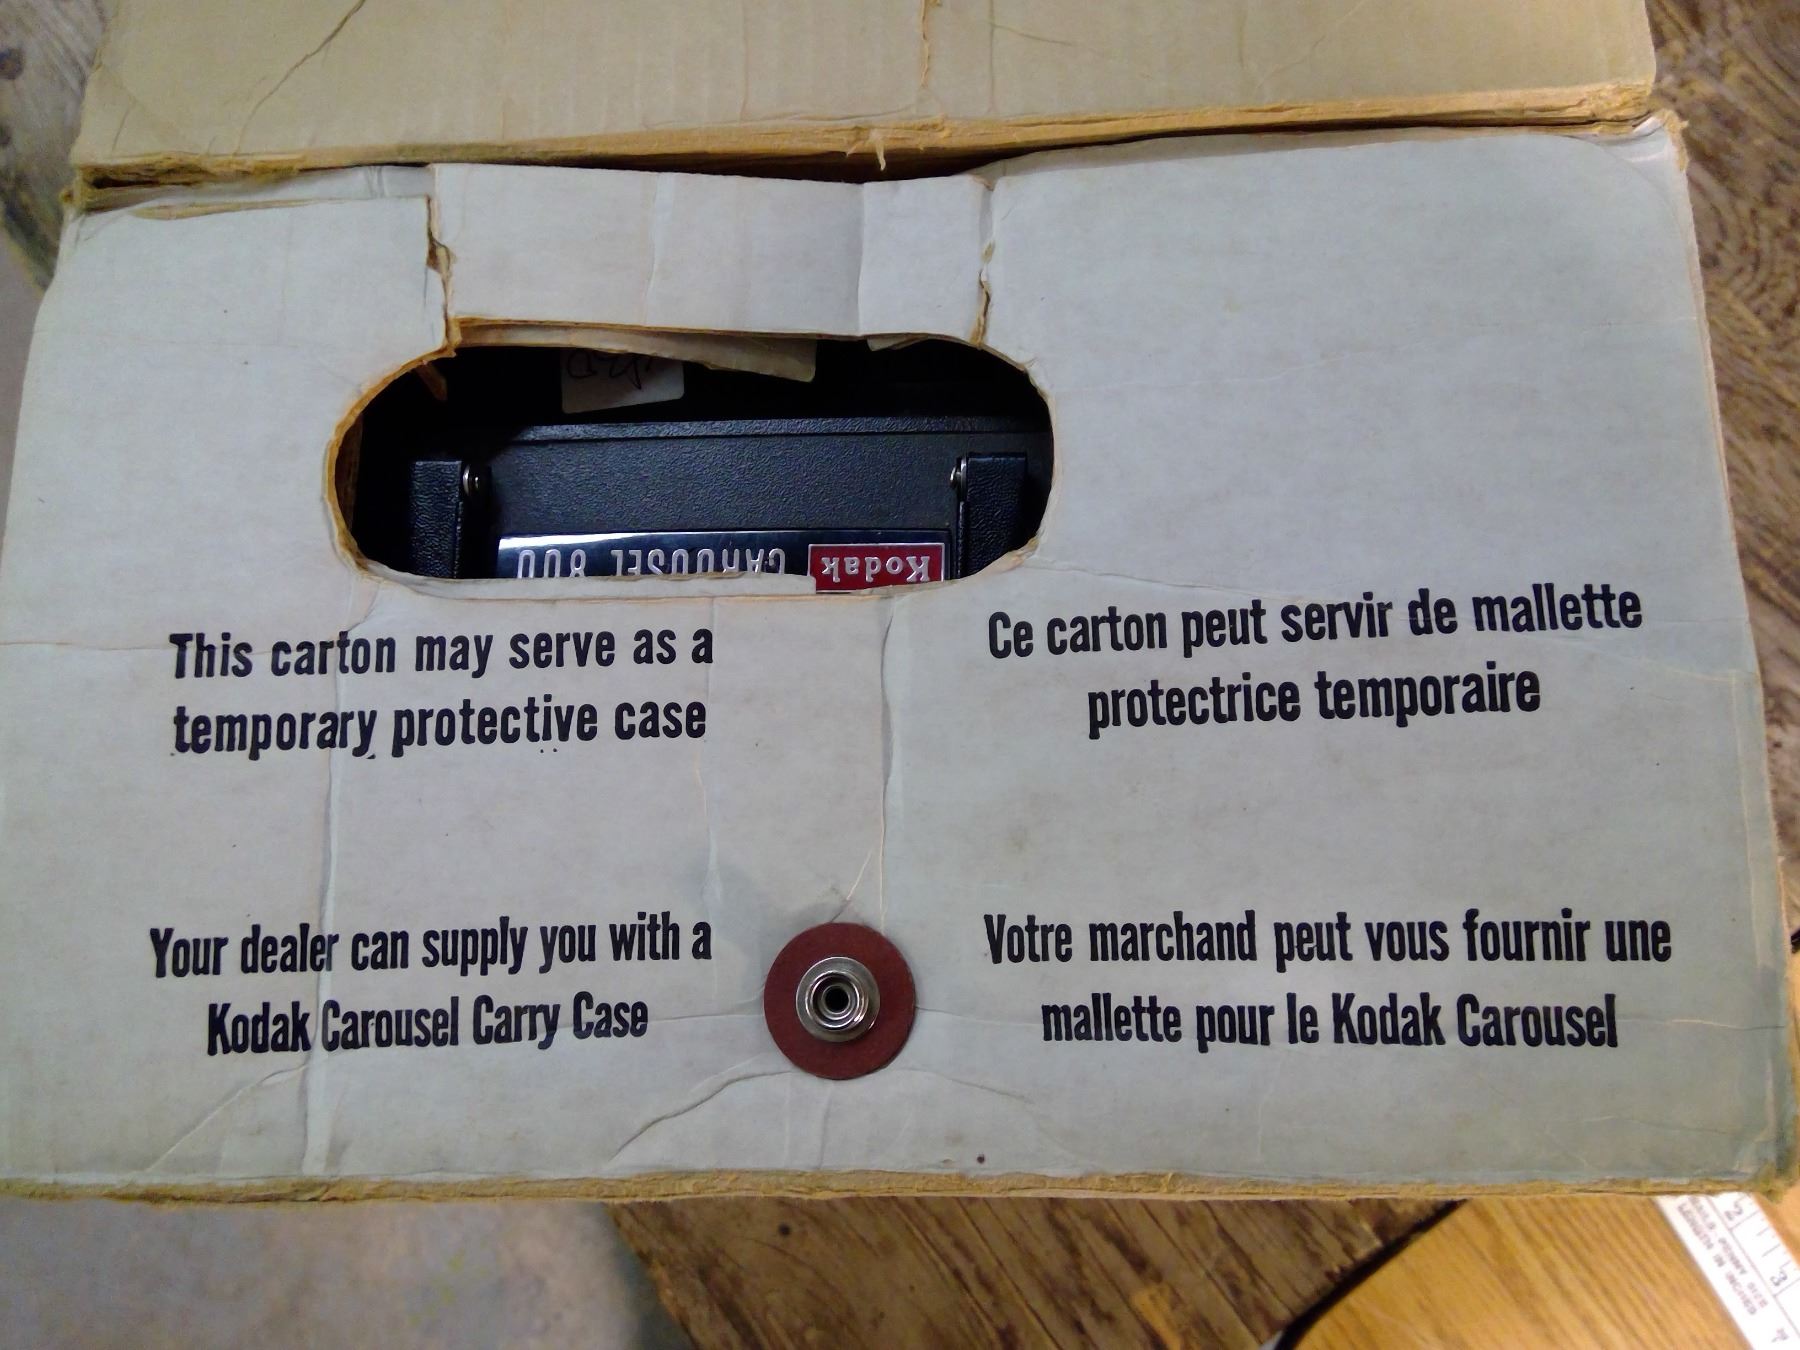 Kodak CAROUSEL 800
This carton may serve as a
temporary protective case
Ce carton peut servir de mallette
protectrice temporaire
Your dealer can supply you with a
Kodak Carousel Carry Case
Votre marchand peut vous fournir une
mallette pour le Kodak Carousel